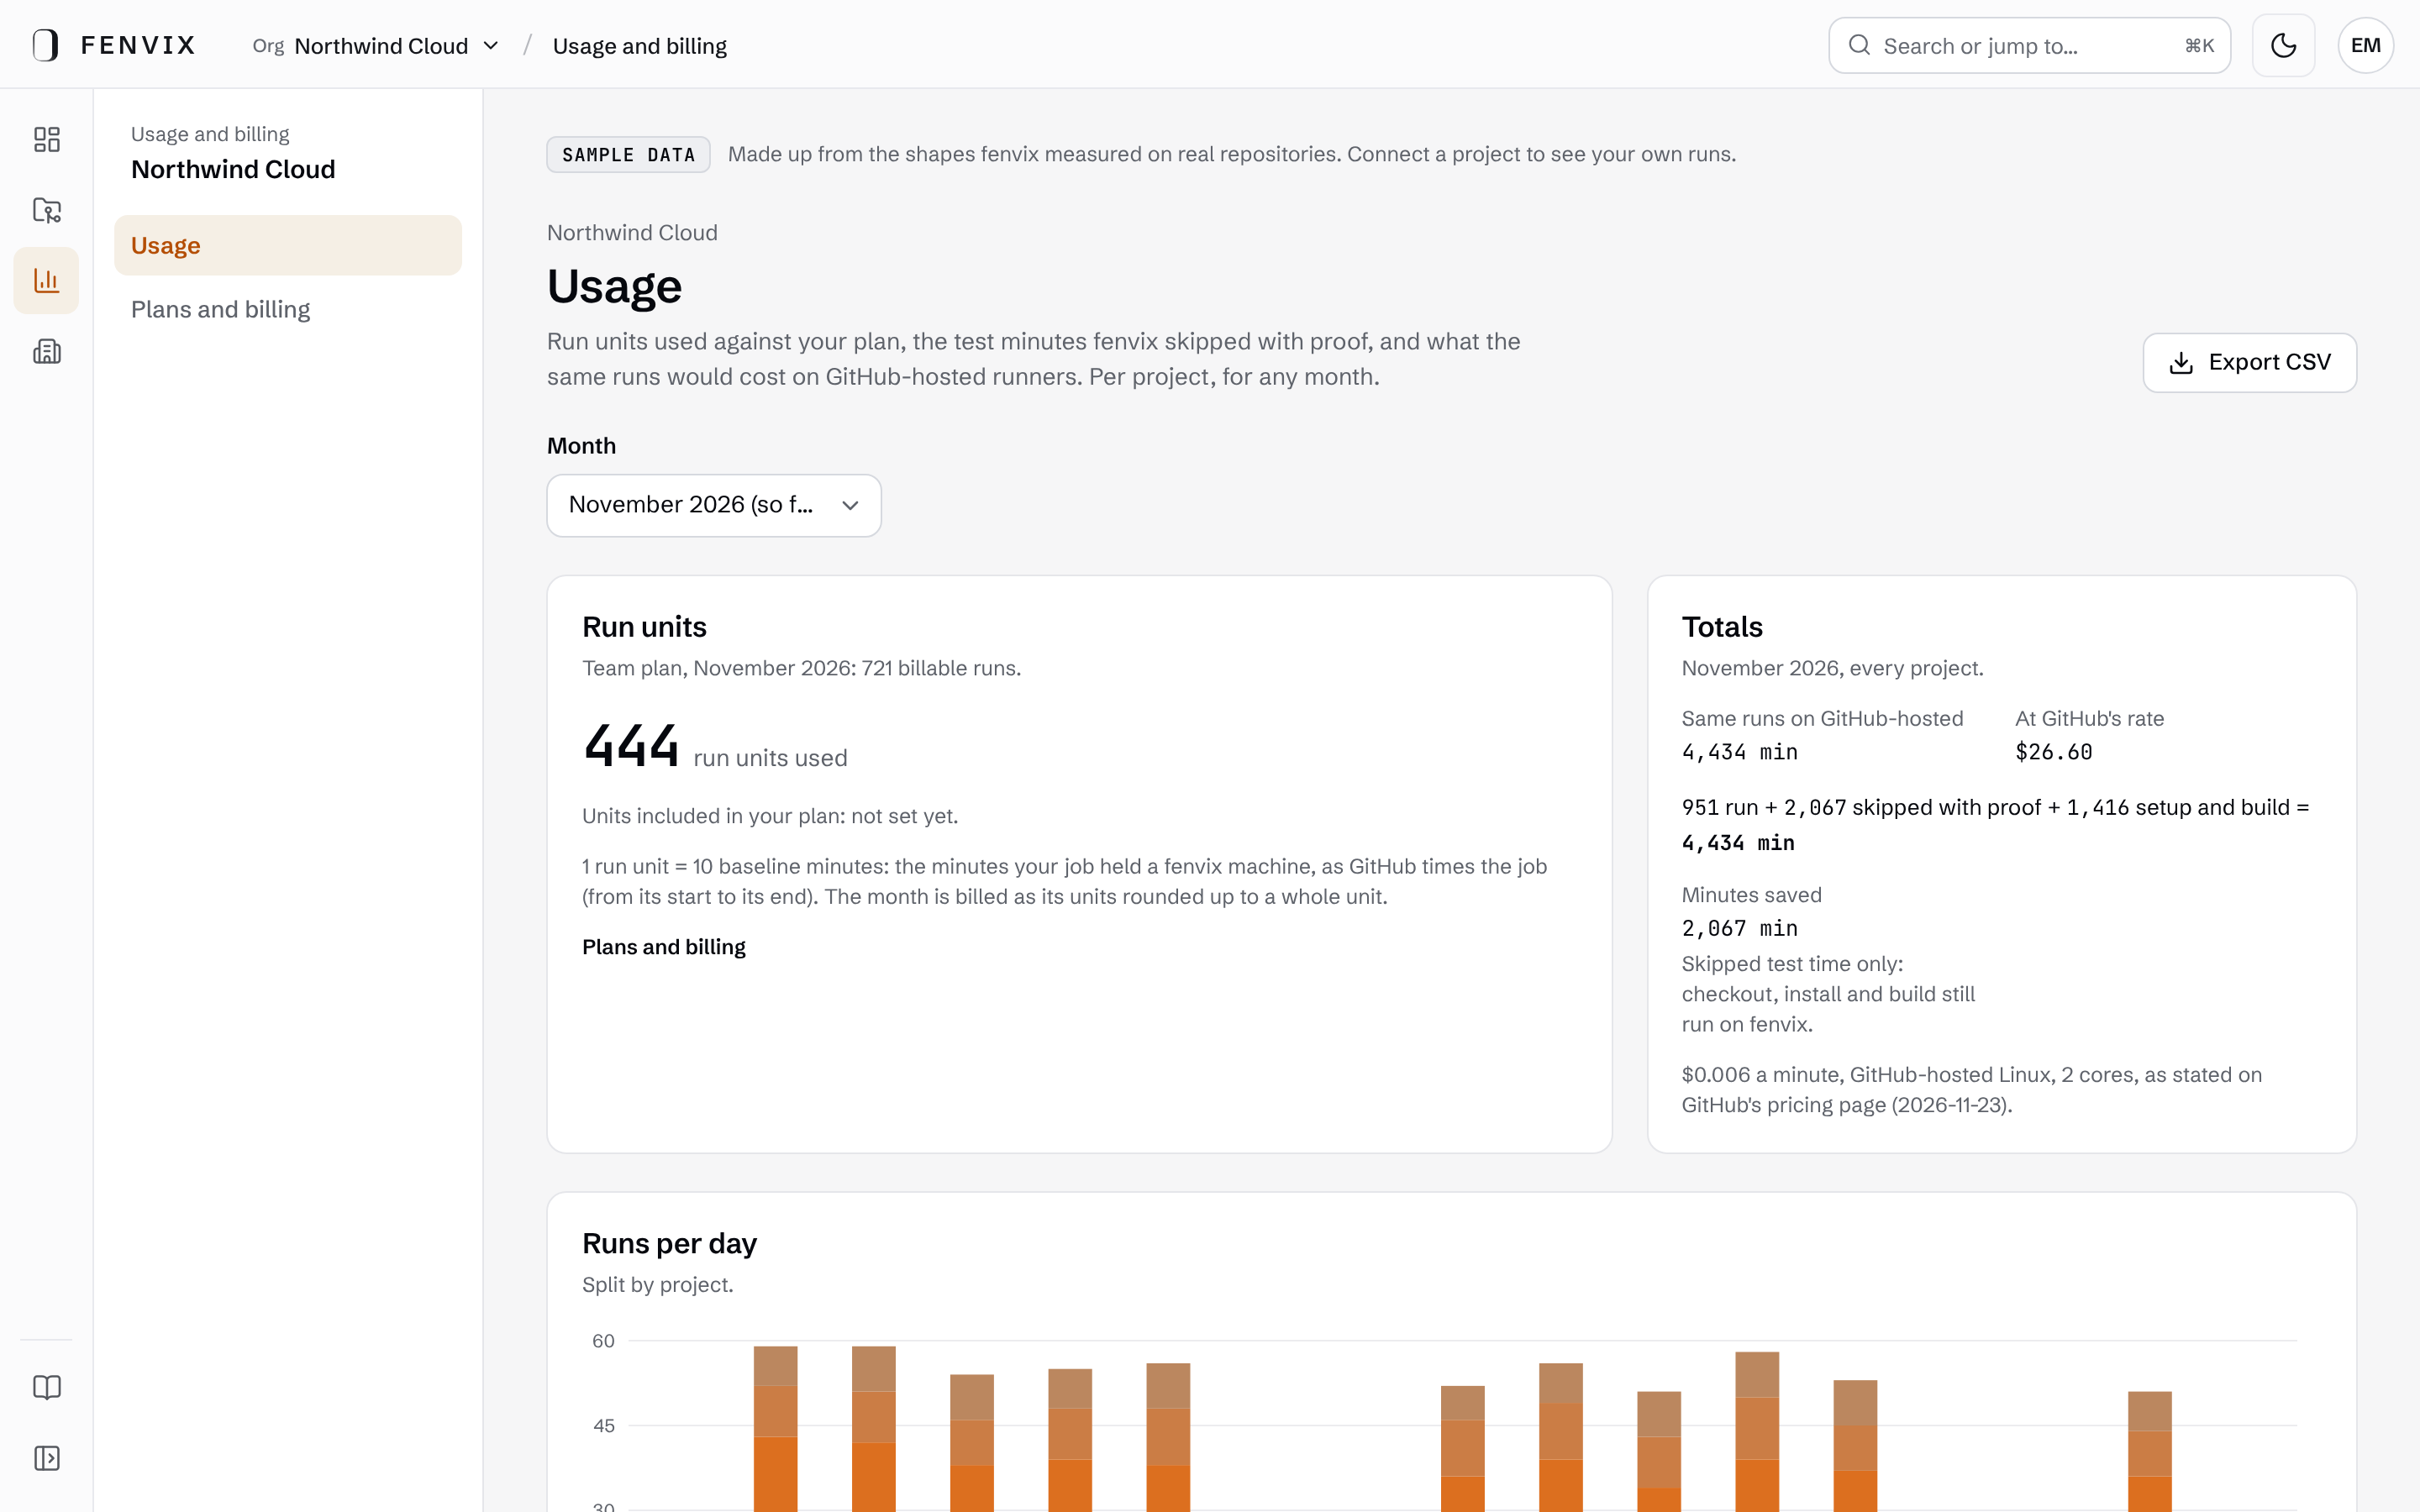 FENVIX
Org Northwind Cloud / Usage and billing
Search or jump to... ⌘K
EM
Usage and billing
Northwind Cloud
Usage
Plans and billing
SAMPLE DATA Made up from the shapes fenvix measured on real repositories. Connect a project to see your own runs.
Northwind Cloud
Usage
Run units used against your plan, the test minutes fenvix skipped with proof, and what the
same runs would cost on GitHub-hosted runners. Per project, for any month.
Export CSV
Month
November 2026 (so f...
Run units
Team plan, November 2026: 721 billable runs.
444 run units used
Units included in your plan: not set yet.
1 run unit = 10 baseline minutes: the minutes your job held a fenvix machine, as GitHub times the job
(from its start to its end). The month is billed as its units rounded up to a whole unit.
Plans and billing
Totals
November 2026, every project.
Same runs on GitHub-hosted
4,434 min
At GitHub's rate
$26.60
951 run + 2,067 skipped with proof + 1,416 setup and build =
4,434 min
Minutes saved
2,067 min
Skipped test time only:
checkout, install and build still
run on fenvix.
$0.006 a minute, GitHub-hosted Linux, 2 cores, as stated on
GitHub's pricing page (2026-11-23).
Runs per day
Split by project.
60
45
30